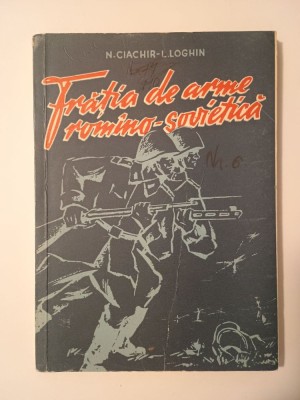 N. CIACHIR - L. LOGHIN
Frăția de arme
romîno-sovietică